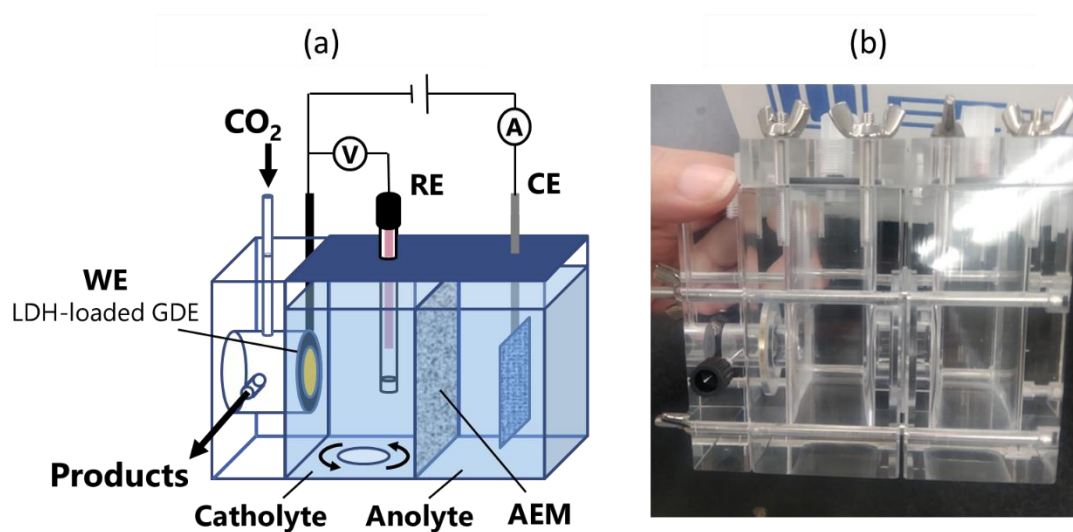 (a)
(b)
CO₂
A
V
RE
CE
WE
LDH-loaded GDE
Products
Catholyte
Anolyte
AEM